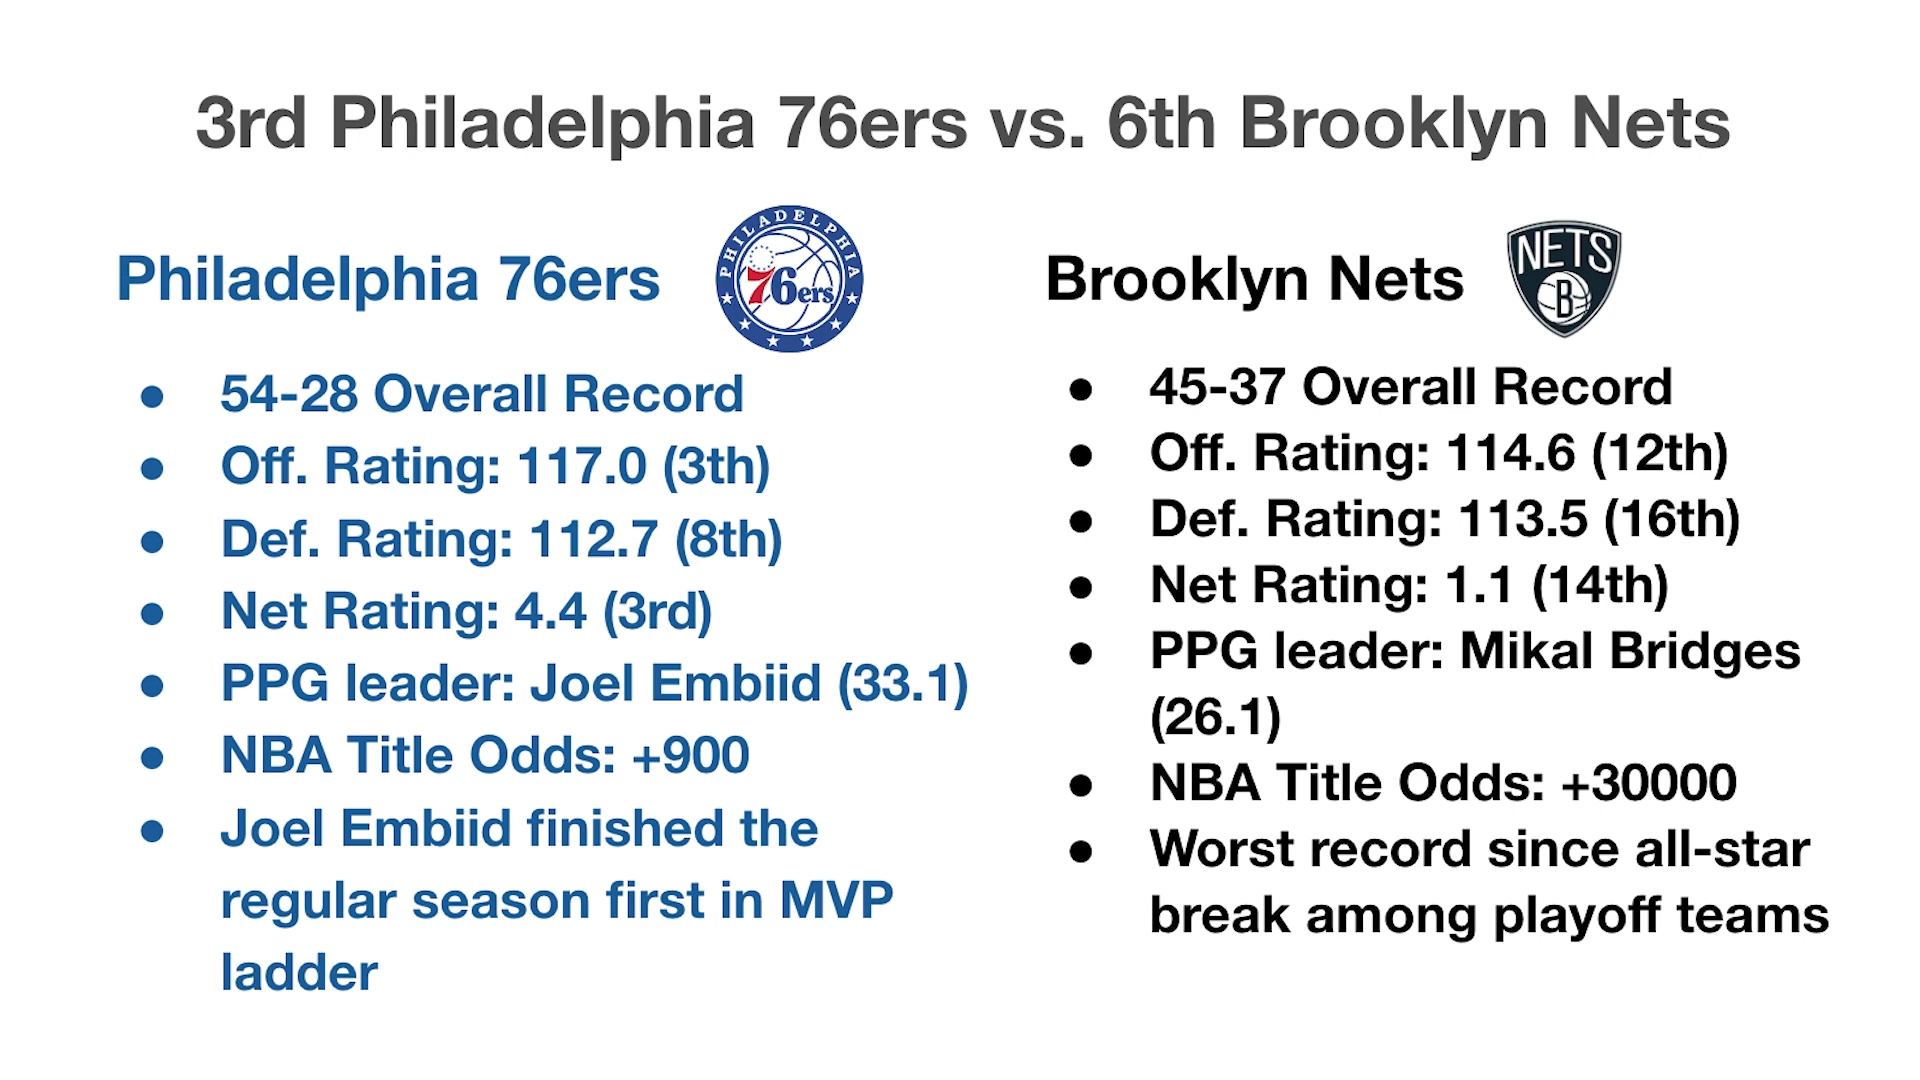 3rd Philadelphia 76ers vs. 6th Brooklyn Nets
Philadelphia 76ers
PHILADELPHIA
76ers
● 54-28 Overall Record
● Off. Rating: 117.0 (3th)
● Def. Rating: 112.7 (8th)
● Net Rating: 4.4 (3rd)
● PPG leader: Joel Embiid (33.1)
● NBA Title Odds: +900
● Joel Embiid finished the
regular season first in MVP
ladder
Brooklyn Nets
NETS
B
● 45-37 Overall Record
● Off. Rating: 114.6 (12th)
● Def. Rating: 113.5 (16th)
● Net Rating: 1.1 (14th)
● PPG leader: Mikal Bridges
(26.1)
● NBA Title Odds: +30000
● Worst record since all-star
break among playoff teams